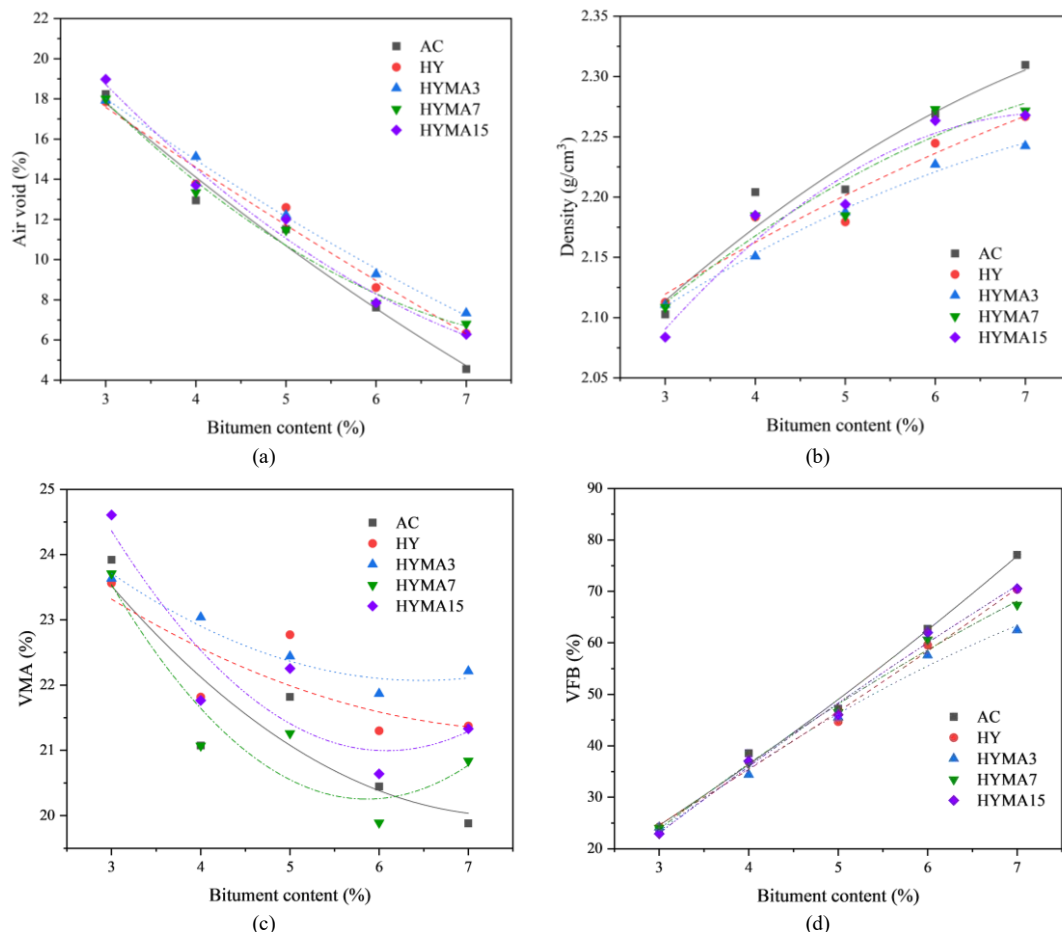 22
20
18
16
14
12
10
8
6
4
Air void (%)
AC
HY
HYMA3
HYMA7
HYMA15
3 4 5 6 7
Bitumen content (%)
(a)
2.35
2.30
2.25
2.20
2.15
2.10
2.05
Density (g/cm³)
AC
HY
HYMA3
HYMA7
HYMA15
3 4 5 6 7
Bitumen content (%)
(b)
25
24
23
22
21
20
VMA (%)
AC
HY
HYMA3
HYMA7
HYMA15
3 4 5 6 7
Bitument content (%)
(c)
90
80
70
60
50
40
30
20
VFB (%)
AC
HY
HYMA3
HYMA7
HYMA15
3 4 5 6 7
Bitument content (%)
(d)